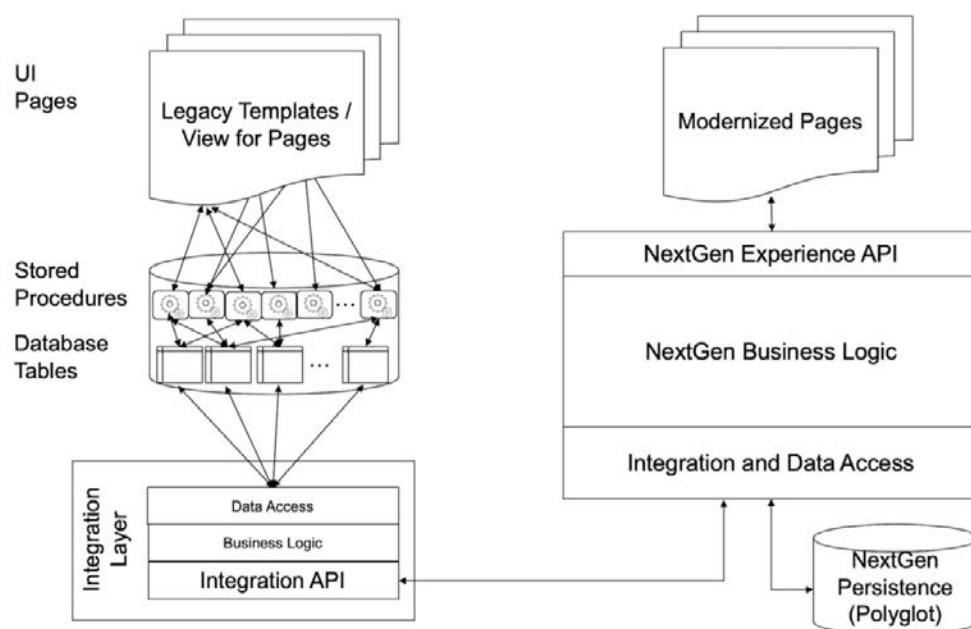 UI
Pages
Legacy Templates /
View for Pages
Stored
Procedures
...
Database
Tables
...
Integration
Layer
Data Access
Business Logic
Integration API
Modernized Pages
NextGen Experience API
NextGen Business Logic
Integration and Data Access
NextGen
Persistence
(Polyglot)